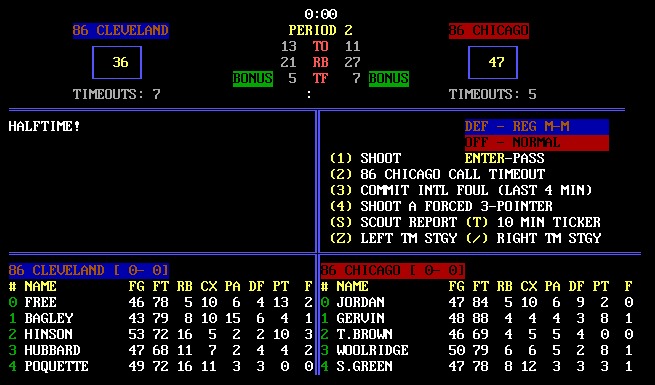 0:00
86 CLEVELAND PERIOD 2 86 CHICAGO
36 13 TO 11 47
21 RB 27
BONUS 5 TF 7 BONUS
TIMEOUTS: 7 : TIMEOUTS: 5
HALFTIME!
DEF - REG M-M
OFF - NORMAL
(1) SHOOT ENTER-PASS
(2) 86 CHICAGO CALL TIMEOUT
(3) COMMIT INTL FOUL (LAST 4 MIN)
(4) SHOOT A FORCED 3-POINTER
(S) SCOUT REPORT (T) 10 MIN TICKER
(Z) LEFT TM STGY (/) RIGHT TM STGY
86 CLEVELAND [ 0- 0]
# NAME FG FT RB CX PA DF PT F
0 FREE 46 78 5 10 6 4 13 2
1 BAGLEY 43 79 8 10 15 6 4 1
2 HINSON 53 72 16 5 2 2 10 3
3 HUBBARD 47 68 11 7 2 4 4 2
4 POQUETTE 49 72 16 11 3 3 0 0
86 CHICAGO [ 0- 0]
# NAME FG FT RB CX PA DF PT F
0 JORDAN 47 84 5 10 6 9 2 0
1 GERVIN 48 88 4 4 4 3 8 1
2 T.BROWN 46 69 4 5 5 4 0 0
3 WOOLRIDGE 50 79 6 6 5 2 8 1
4 S.GREEN 47 78 8 12 3 3 3 1